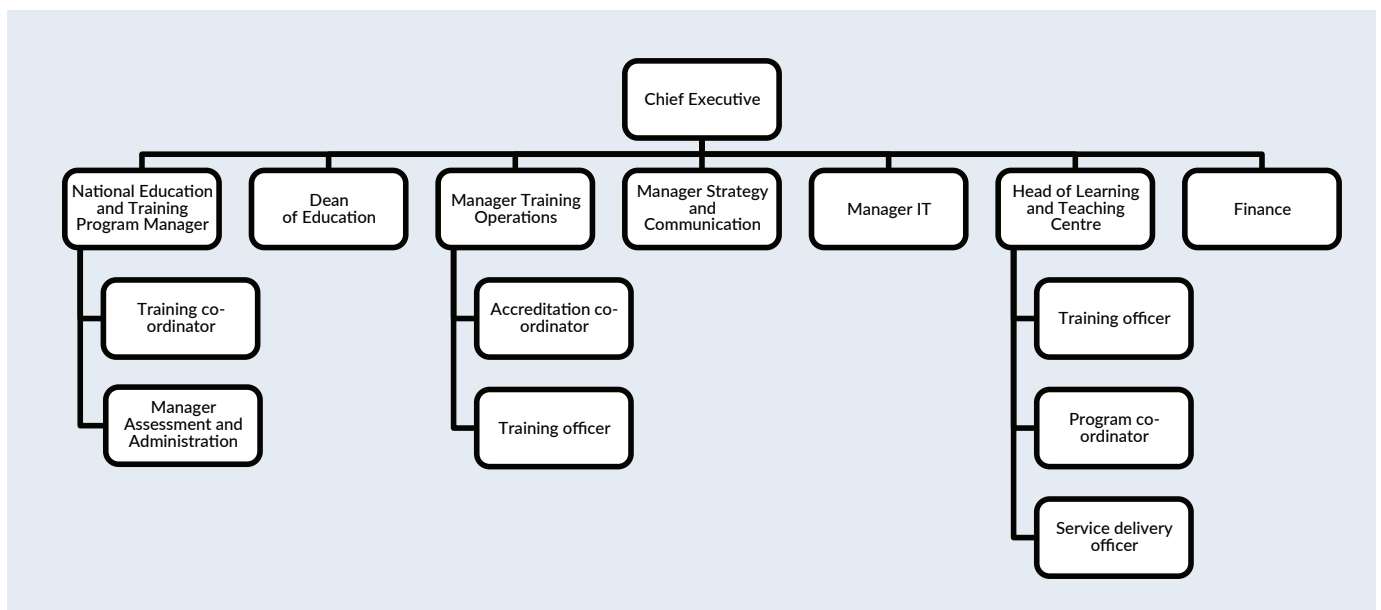 Chief Executive
National Education
and Training
Program Manager
Dean
of Education
Manager Training
Operations
Manager Strategy
and
Communication
Manager IT
Head of Learning
and Teaching
Centre
Finance
Training co-
ordinator
Manager
Assessment and
Administration
Accreditation co-
ordinator
Training officer
Training officer
Program co-
ordinator
Service delivery
officer